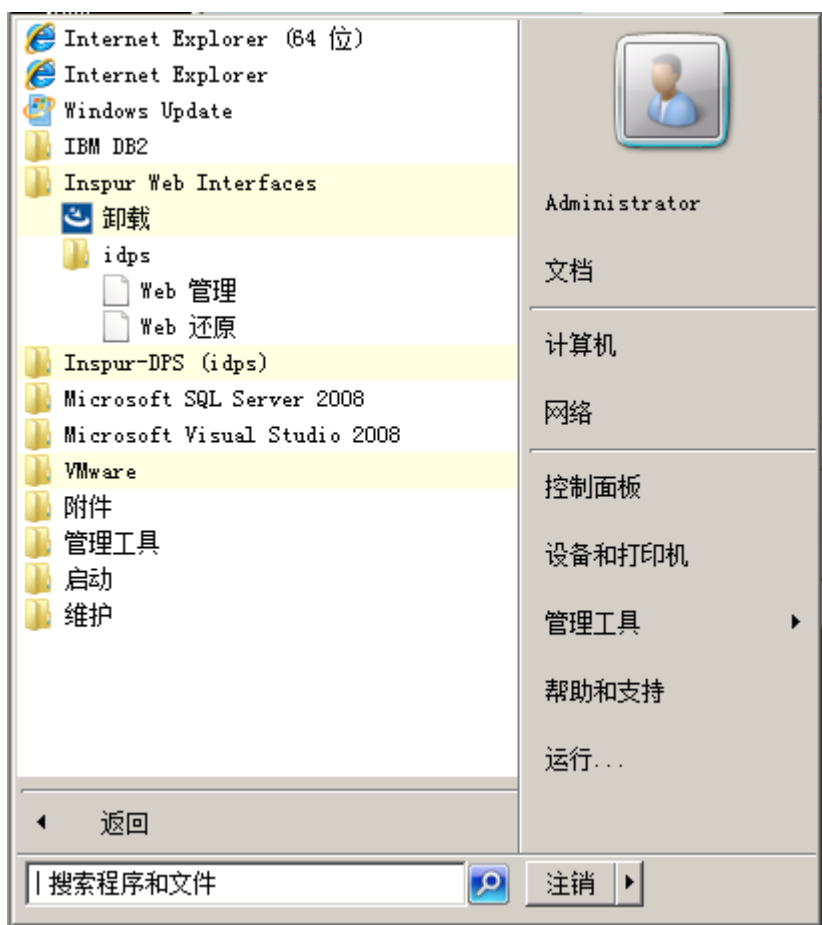 Internet Explorer (64 位)
Internet Explorer
Windows Update
IBM DB2
Inspur Web Interfaces
卸载
idps
Web 管理
Web 还原
Inspur-DPS (idps)
Microsoft SQL Server 2008
Microsoft Visual Studio 2008
VMware
附件
管理工具
启动
维护
返回
搜索程序和文件
Administrator
文档
计算机
网络
控制面板
设备和打印机
管理工具
帮助和支持
运行...
注销